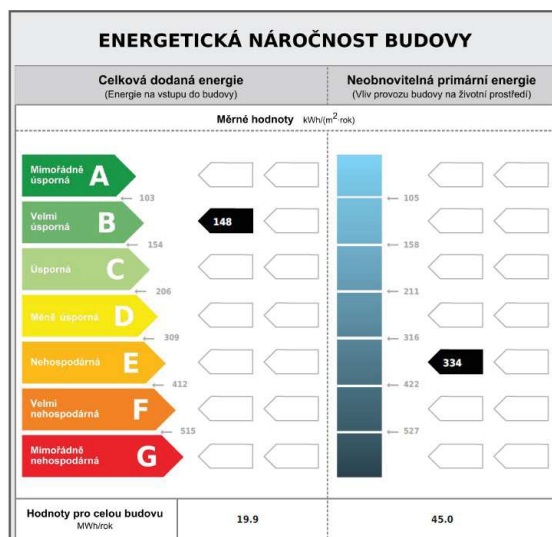 ENERGETICKÁ NÁROČNOST BUDOVY
Celková dodaná energie
(Energie na vstupu do budovy)
Neobnovitelná primární energie
(Vliv provozu budovy na životní prostředí)
Měrné hodnoty kWh/(m² rok)
Mimořádně
úsporná
A
103
105
Velmi
úsporná
B
148
154
158
Úsporná
C
206
211
Méně úsporná
D
309
316
Nehospodárná
E
334
412
422
Velmi
nehospodárná
F
515
527
Mimořádně
nehospodárná
G
Hodnoty pro celou budovu
MWh/rok
19.9
45.0